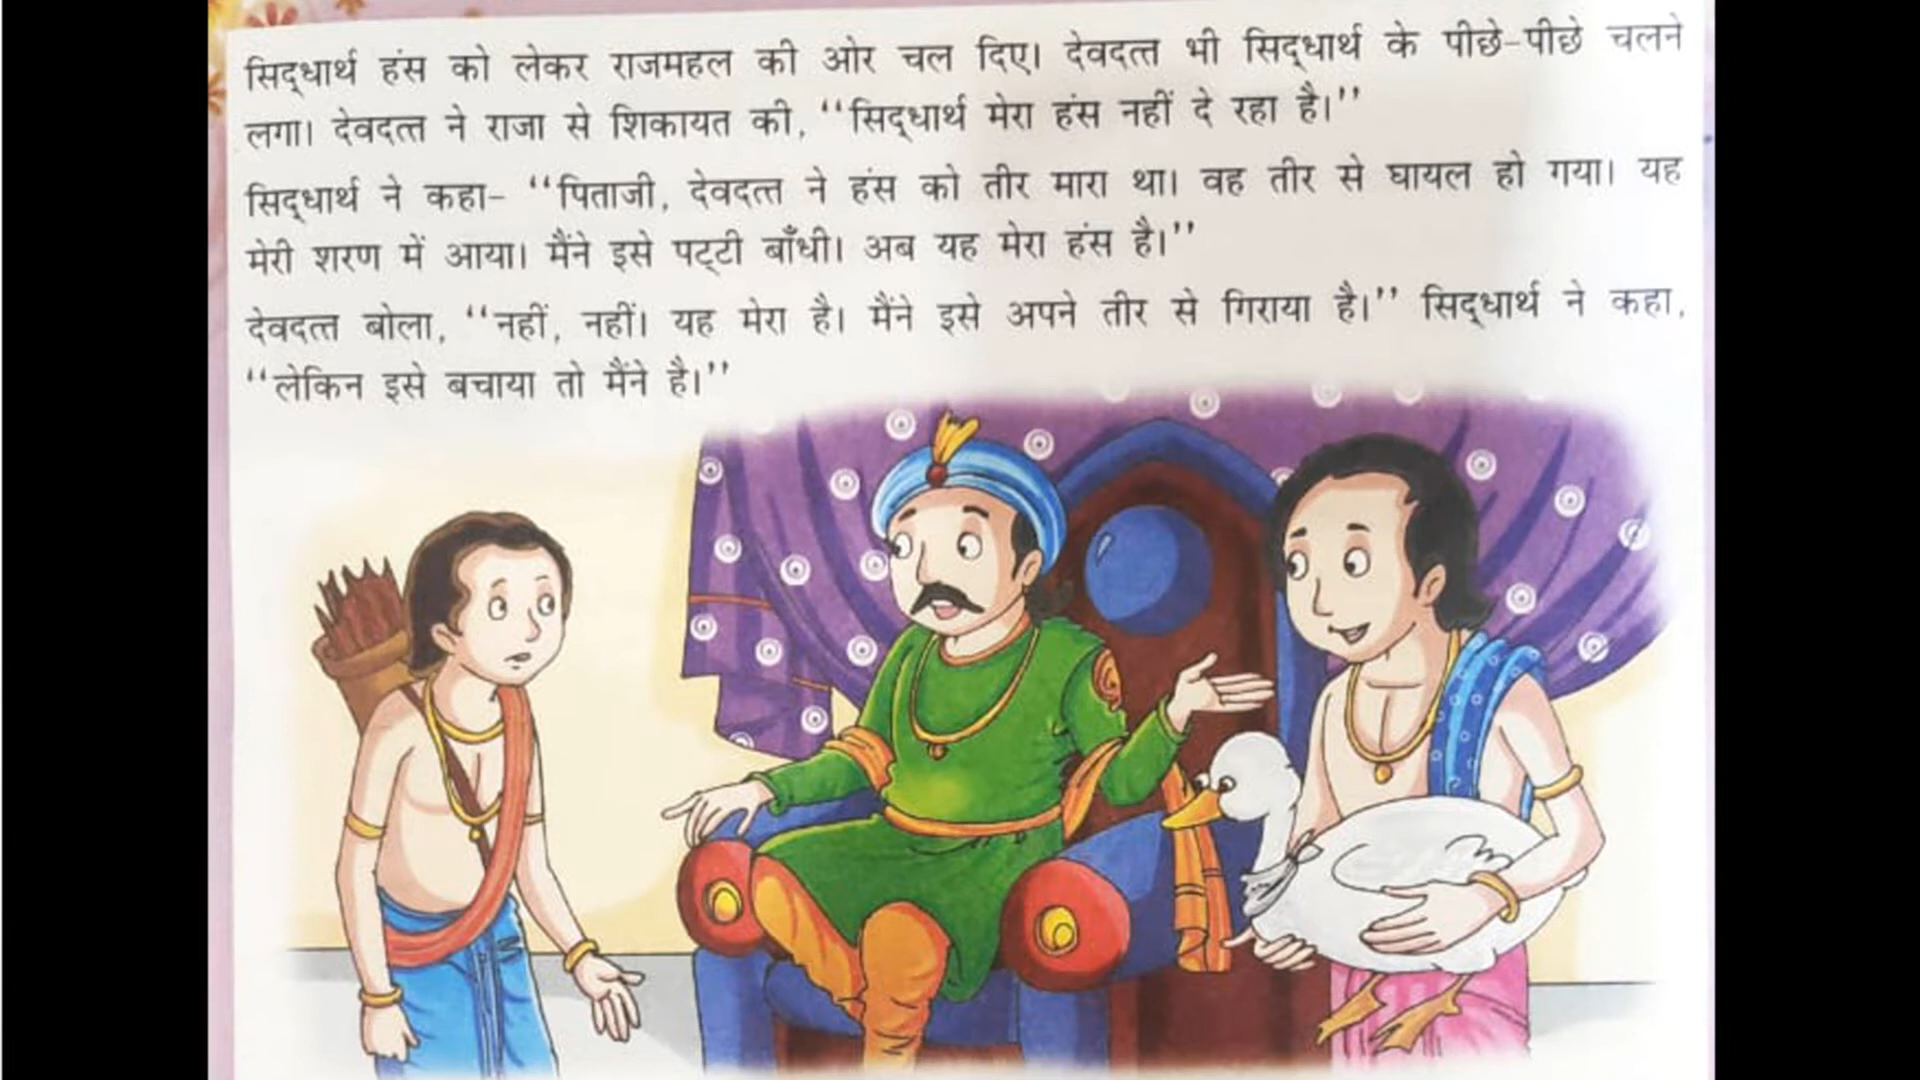 सिद्धार्थ हंस को लेकर राजमहल की ओर चल दिए। देवदत्त भी सिद्धार्थ के पीछे-पीछे चलने
लगा। देवदत्त ने राजा से शिकायत की, ‘‘सिद्धार्थ मेरा हंस नहीं दे रहा है।’’
सिद्धार्थ ने कहा- ‘‘पिताजी, देवदत्त ने हंस को तीर मारा था। वह तीर से घायल हो गया। यह
मेरी शरण में आया। मैंने इसे पट्टी बाँधी। अब यह मेरा हंस है।’’
देवदत्त बोला, ‘‘नहीं, नहीं। यह मेरा है। मैंने इसे अपने तीर से गिराया है।’’ सिद्धार्थ ने कहा,
‘‘लेकिन इसे बचाया तो मैंने है।’’